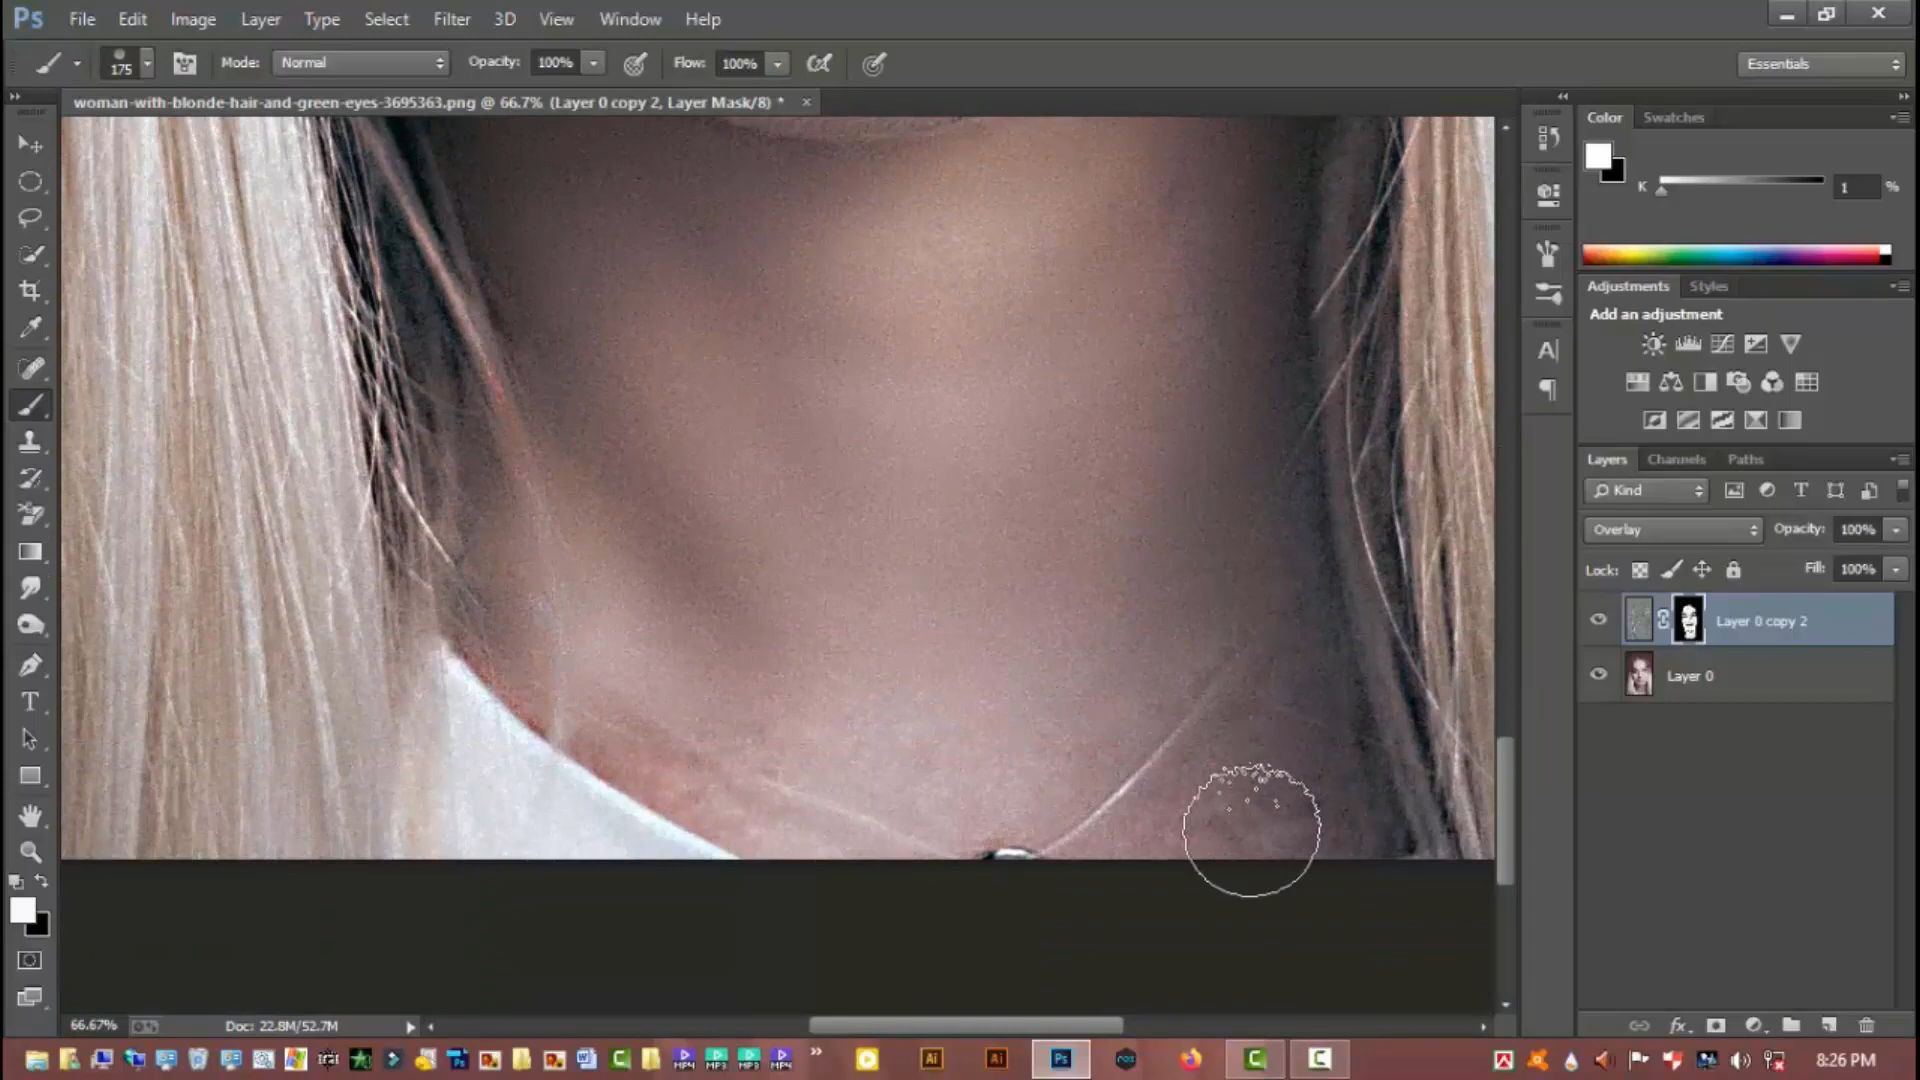 Ps File Edit Image Layer Type Select Filter 3D View Window Help
175 Mode: Normal Opacity: 100% Flow: 100% Essentials
woman-with-blonde-hair-and-green-eyes-3695363.png @ 66.7% (Layer 0 copy 2, Layer Mask/8) * ×
Color Swatches
K 1 %
Adjustments Styles
Add an adjustment
Layers Channels Paths
Kind
Overlay Opacity: 100%
Lock: Fill: 100%
Layer 0 copy 2
Layer 0
66.67% Doc: 22.8M/52.7M
8:26 PM